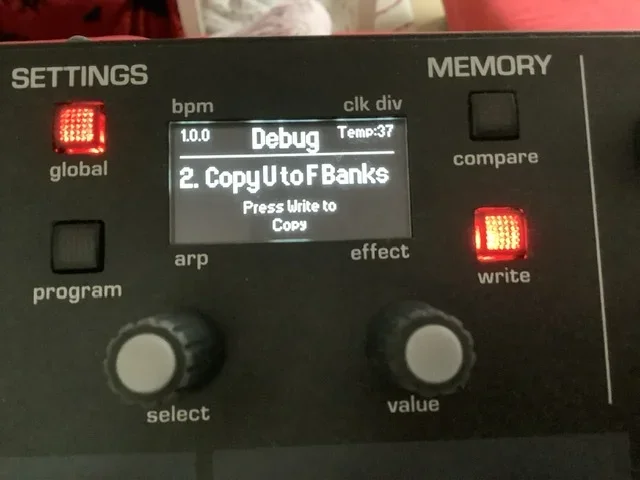 SETTINGS
MEMORY
bpm
clk div
1.0.0
Debug
Temp:37
global
compare
2. Copy U to F Banks
Press Write to
Copy
arp
effect
program
write
select
value